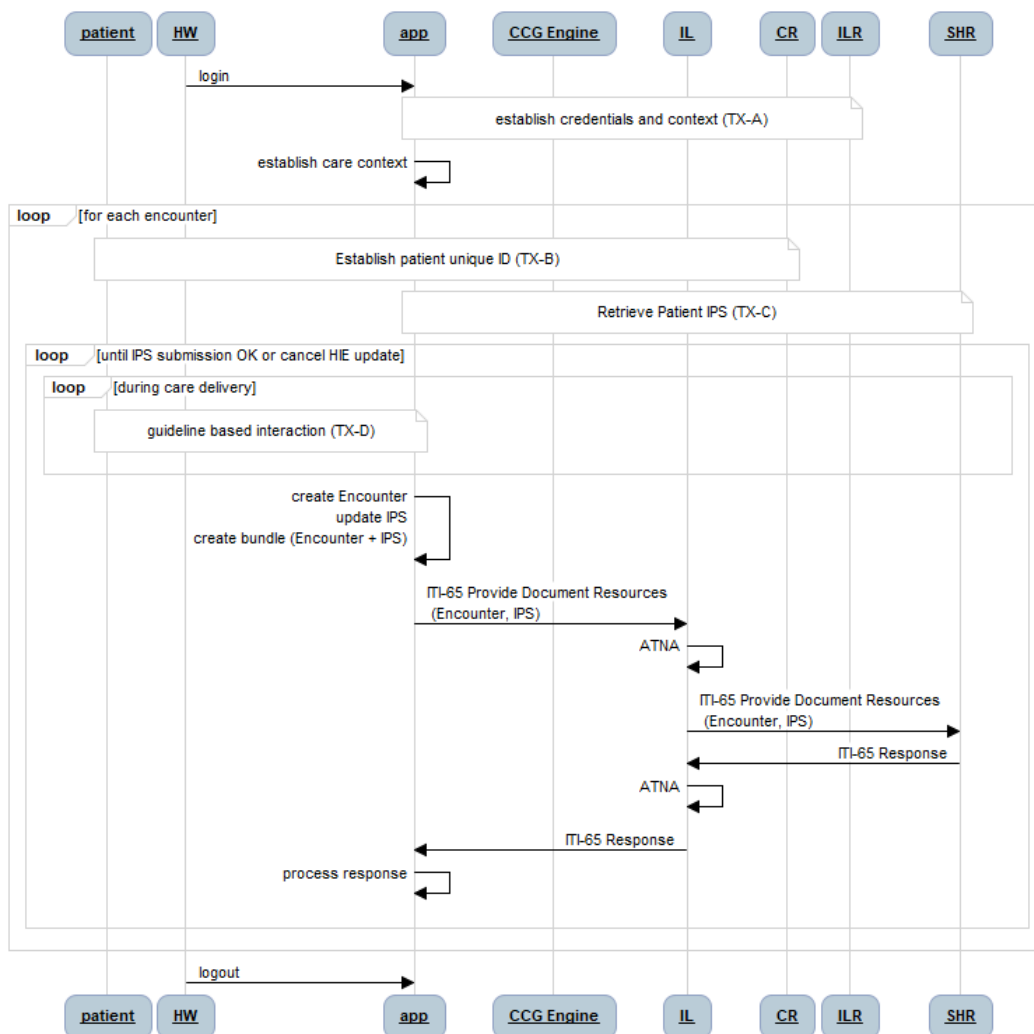 patient HW app CCG Engine IL CR ILR SHR
login
establish credentials and context (TX-A)
establish care context
loop [for each encounter]
Establish patient unique ID (TX-B)
Retrieve Patient IPS (TX-C)
loop [until IPS submission OK or cancel HIE update]
loop [during care delivery]
guideline based interaction (TX-D)
create Encounter
update IPS
create bundle (Encounter + IPS)
ITI-65 Provide Document Resources
(Encounter, IPS)
ATNA
ITI-65 Provide Document Resources
(Encounter, IPS)
ITI-65 Response
ATNA
ITI-65 Response
process response
logout
patient HW app CCG Engine IL CR ILR SHR